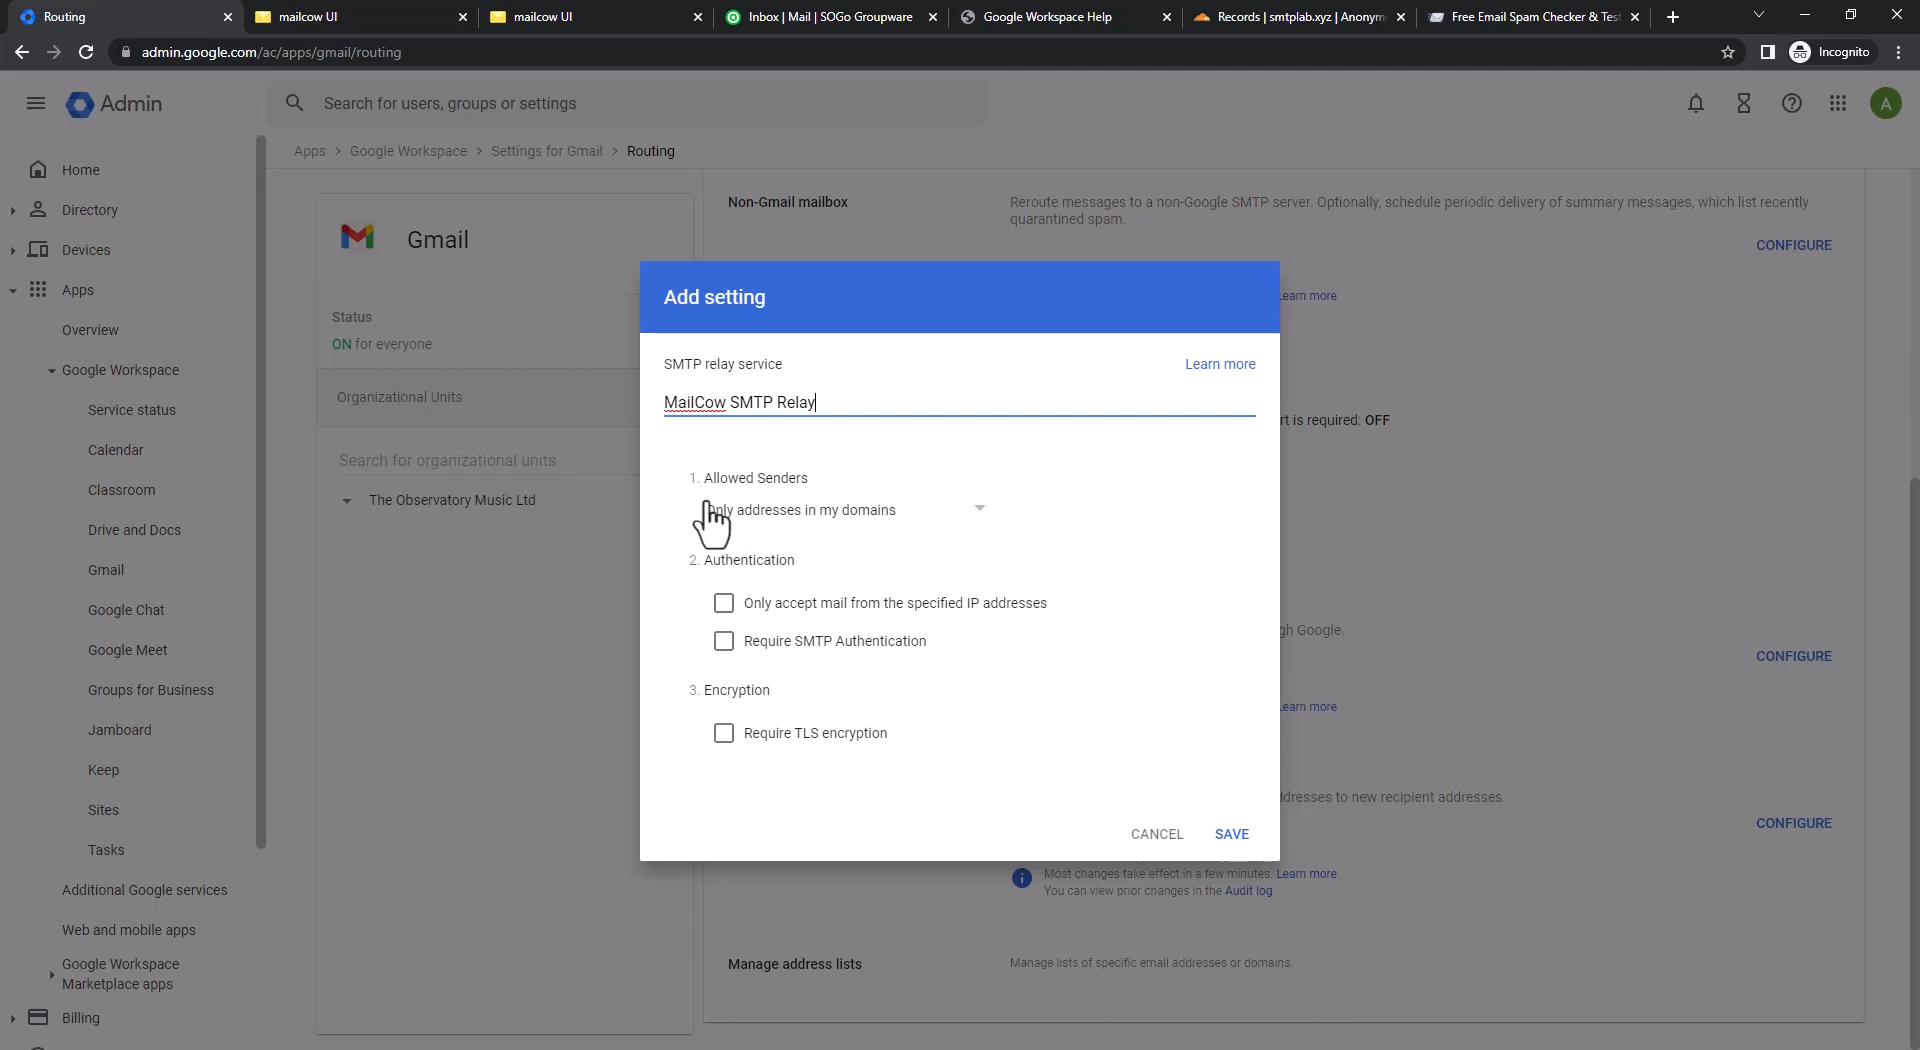 Routing
mailcow UI
mailcow UI
Inbox | Mail | SOGo Groupware
Google Workspace Help
Records | smtplab.xyz | Anonym
Free Email Spam Checker & Test
admin.google.com/ac/apps/gmail/routing
Incognito
Admin
Search for users, groups or settings
A
Apps > Google Workspace > Settings for Gmail > Routing
Home
Directory
Devices
Apps
Overview
Google Workspace
Service status
Calendar
Classroom
Drive and Docs
Gmail
Google Chat
Google Meet
Groups for Business
Jamboard
Keep
Sites
Tasks
Additional Google services
Web and mobile apps
Google Workspace
Marketplace apps
Billing
Gmail
Status
ON for everyone
Organizational Units
Search for organizational units
The Observatory Music Ltd
Non-Gmail mailbox
Reroute messages to a non-Google SMTP server. Optionally, schedule periodic delivery of summary messages, which list recently
quarantined spam.
CONFIGURE
Learn more
rt is required: OFF
gh Google.
CONFIGURE
Learn more
ddresses to new recipient addresses.
CONFIGURE
Add setting
SMTP relay service
Learn more
MailCow SMTP Relay
1. Allowed Senders
Only addresses in my domains
2. Authentication
Only accept mail from the specified IP addresses
Require SMTP Authentication
3. Encryption
Require TLS encryption
CANCEL
SAVE
Most changes take effect in a few minutes. Learn more
You can view prior changes in the Audit log
Manage address lists
Manage lists of specific email addresses or domains.